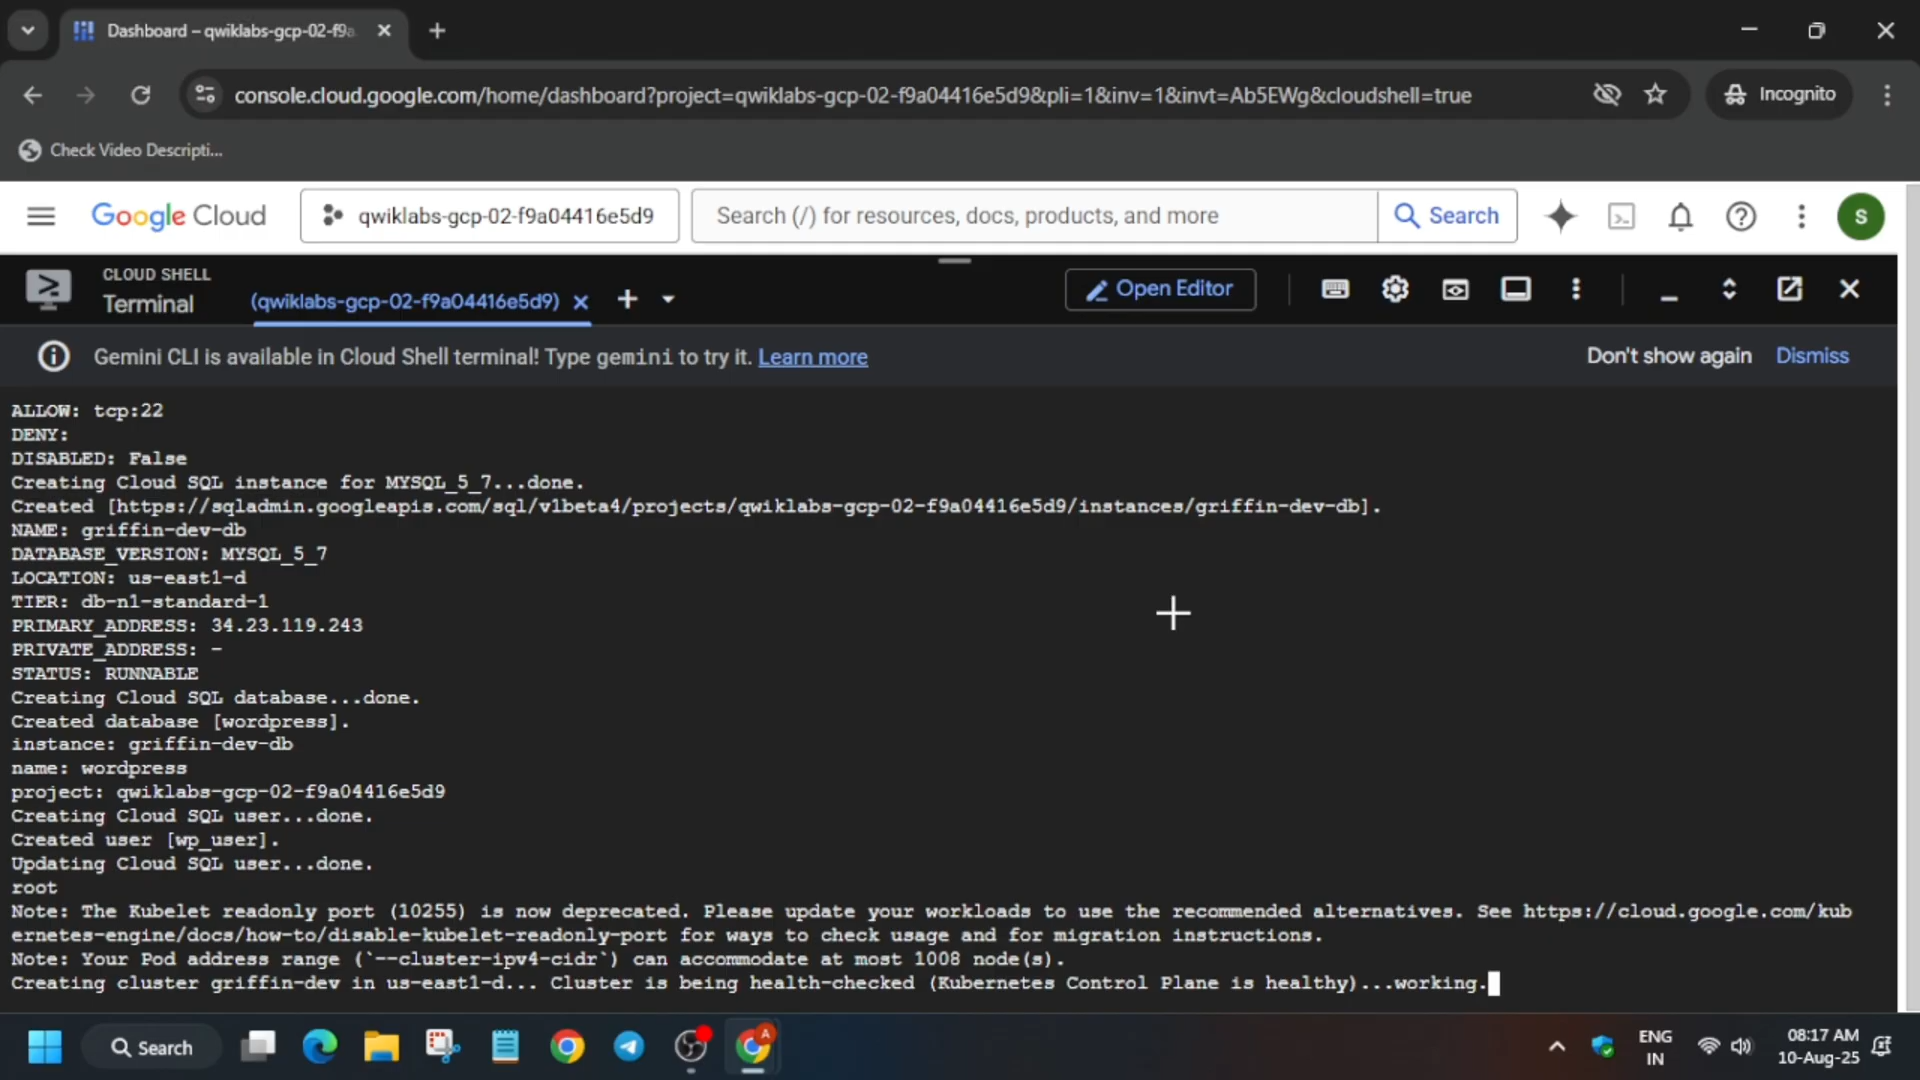 Dashboard – qwiklabs-gcp-02-f9a
console.cloud.google.com/home/dashboard?project=qwiklabs-gcp-02-f9a04416e5d9&pli=1&inv=1&invt=Ab5EWg&cloudshell=true
Incognito
Check Video Descripti...
Google Cloud
qwiklabs-gcp-02-f9a04416e5d9
Search (/) for resources, docs, products, and more
Search
S
CLOUD SHELL
Terminal
(qwiklabs-gcp-02-f9a04416e5d9)
Open Editor
Gemini CLI is available in Cloud Shell terminal! Type gemini to try it. Learn more
Don't show again
Dismiss
ALLOW: tcp:22
DENY:
DISABLED: False
Creating Cloud SQL instance for MYSQL_5_7...done.
Created [https://sqladmin.googleapis.com/sql/v1beta4/projects/qwiklabs-gcp-02-f9a04416e5d9/instances/griffin-dev-db].
NAME: griffin-dev-db
DATABASE_VERSION: MYSQL_5_7
LOCATION: us-east1-d
TIER: db-n1-standard-1
PRIMARY_ADDRESS: 34.23.119.243
PRIVATE_ADDRESS: -
STATUS: RUNNABLE
Creating Cloud SQL database...done.
Created database [wordpress].
instance: griffin-dev-db
name: wordpress
project: qwiklabs-gcp-02-f9a04416e5d9
Creating Cloud SQL user...done.
Created user [wp_user].
Updating Cloud SQL user...done.
root
Note: The Kubelet readonly port (10255) is now deprecated. Please update your workloads to use the recommended alternatives. See https://cloud.google.com/kub
ernetes-engine/docs/how-to/disable-kubelet-readonly-port for ways to check usage and for migration instructions.
Note: Your Pod address range (`--cluster-ipv4-cidr`) can accommodate at most 1008 node(s).
Creating cluster griffin-dev in us-east1-d... Cluster is being health-checked (Kubernetes Control Plane is healthy)...working.
Search
A
ENG
IN
08:17 AM
10-Aug-25